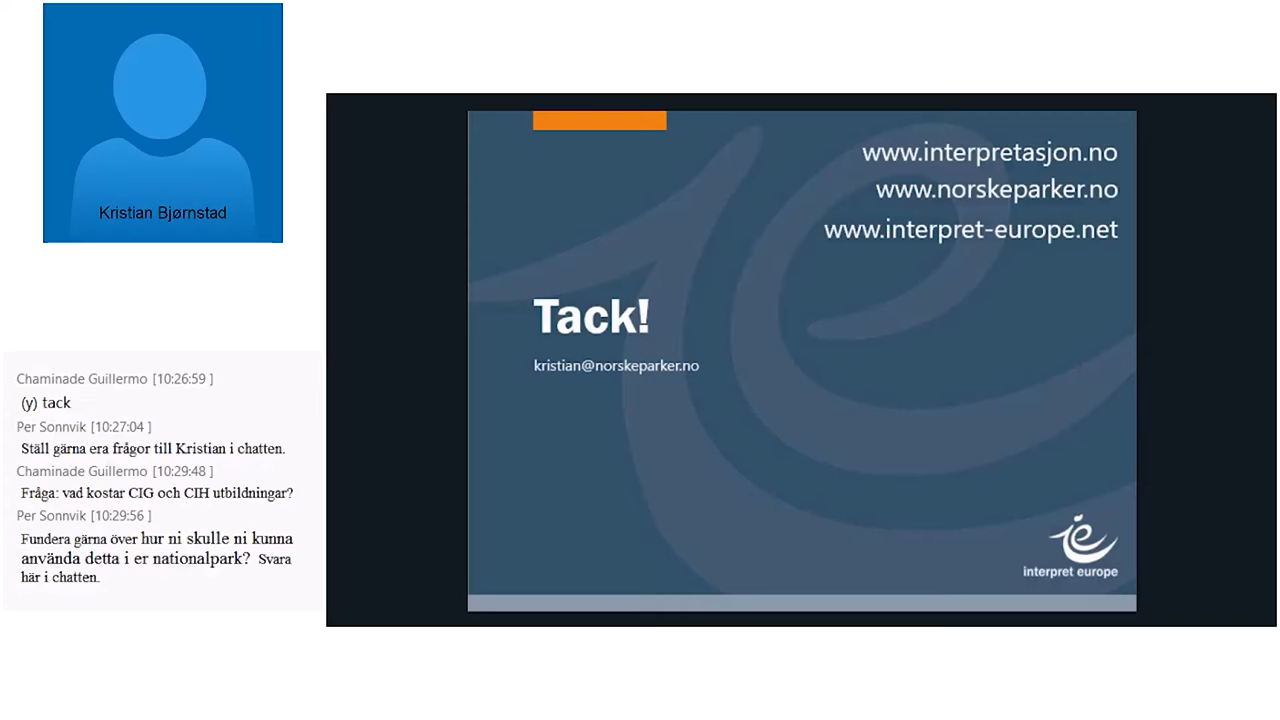 Kristian Bjørnstad
Chaminade Guillermo [10:26:59 ]
(y) tack
Per Sonnvik [10:27:04 ]
Ställ gärna era frågor till Kristian i chatten.
Chaminade Guillermo [10:29:48 ]
Fråga: vad kostar CIG och CIH utbildningar?
Per Sonnvik [10:29:56 ]
Fundera gärna över hur ni skulle ni kunna
använda detta i er nationalpark? Svara
här i chatten.
www.interpretasjon.no
www.norskeparker.no
www.interpret-europe.net
Tack!
kristian@norskeparker.no
interpret europe